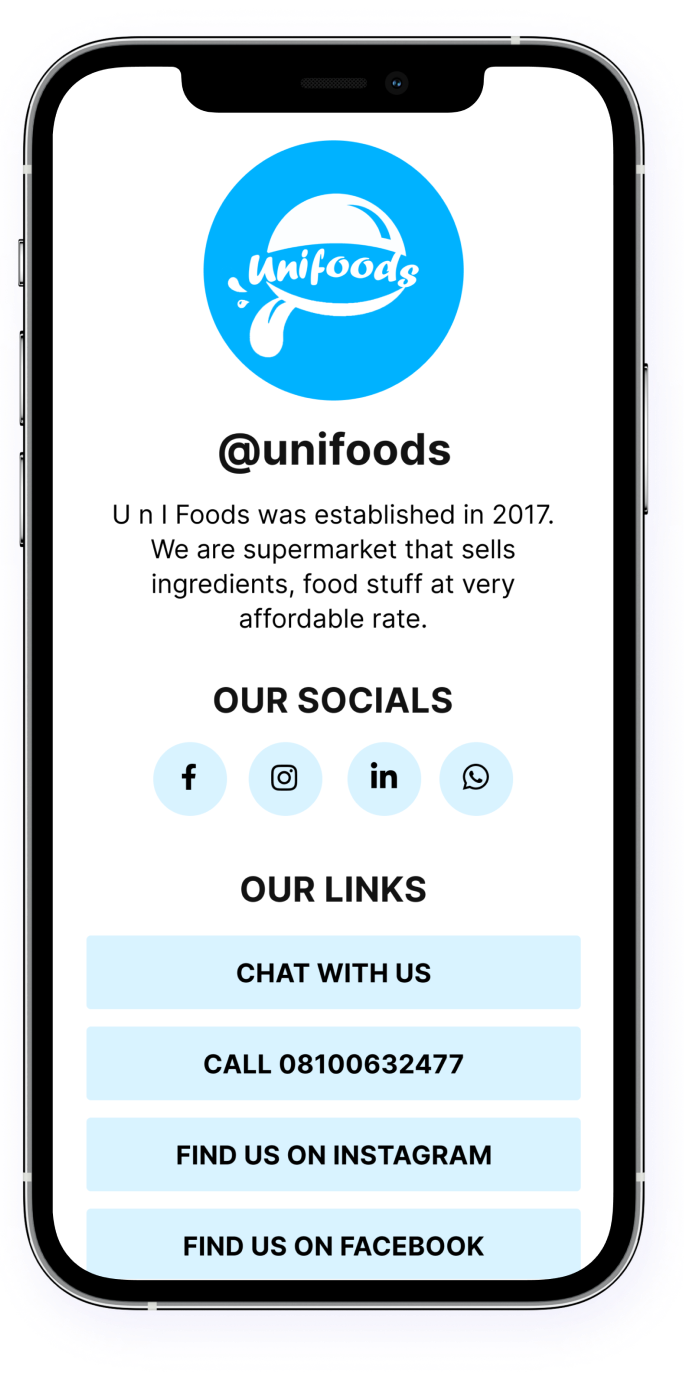 Unifoods
@unifoods
U n I Foods was established in 2017.
We are supermarket that sells
ingredients, food stuff at very
affordable rate.
OUR SOCIALS
OUR LINKS
CHAT WITH US
CALL 08100632477
FIND US ON INSTAGRAM
FIND US ON FACEBOOK